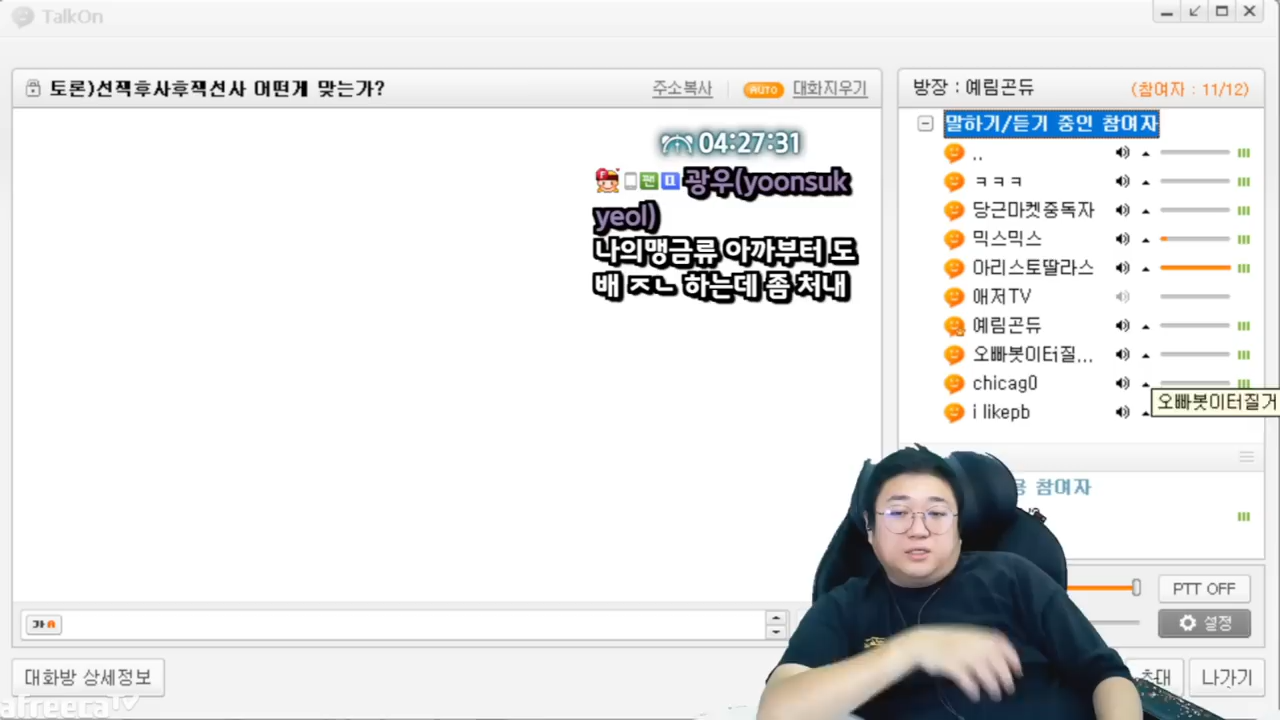 TalkOn
토론)선잭후사후잭선사 어떤게 맞는가?
주소복사
AUTO
대화지우기
방장 : 예림곤듀
(참여자 : 11/12)
04:27:31
팬
광우(yoonsuk
yeol)
나의맹금류 아까부터 도
배 ㅈㄴ 하는데 좀 처내
말하기/듣기 중인 참여자
..
ㅋㅋㅋ
당근마켓중독자
믹스믹스
아리스토딸라스
애저TV
예림곤듀
오빠봇이터질...
chicag0
오빠봇이터질거
i likepb
참여자
PTT OFF
설정
가
대화방 상세정보
초대
나가기
afreecaTV